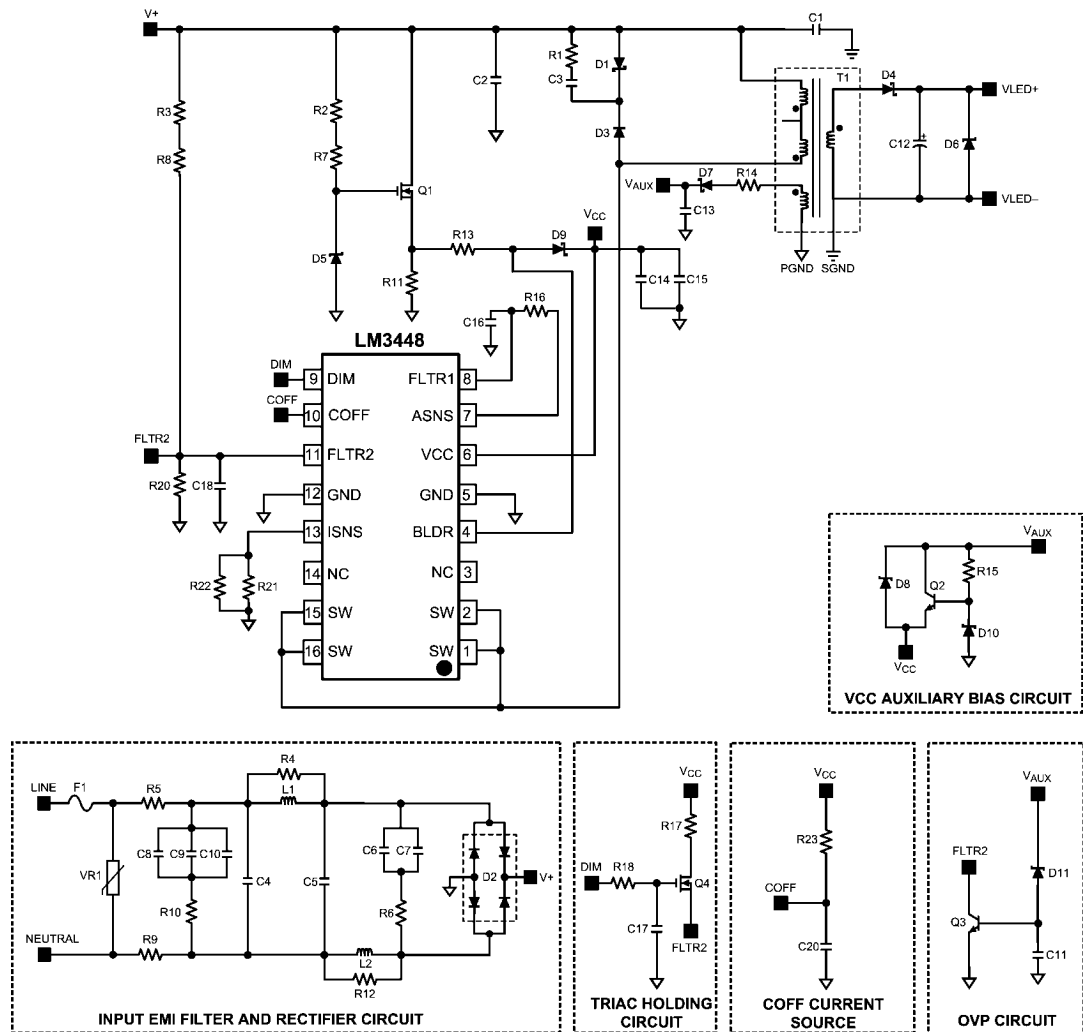 V+
C1
R1
C3
D1
T1
D4
VLED+
R3
R2
C2
D3
C12
D6
R8
R7
Q1
VAUX
D7
R14
VLED–
C13
VCC
R13
D9
PGND
SGND
D5
R11
C14
C15
R16
C16
LM3448
DIM
9
DIM
FLTR1
8
COFF
10
COFF
ASNS
7
FLTR2
11
FLTR2
VCC
6
R20
C18
12
GND
GND
5
13
ISNS
BLDR
4
R22
R21
14
NC
NC
3
15
SW
SW
2
16
SW
SW
1
VAUX
R15
D8
Q2
D10
VCC
VCC AUXILIARY BIAS CIRCUIT
R4
LINE
F1
R5
L1
C8
C9
C10
C6
C7
VR1
C4
C5
D2
V+
R10
R6
NEUTRAL
R9
L2
R12
INPUT EMI FILTER AND RECTIFIER CIRCUIT
VCC
R17
DIM
R18
Q4
C17
FLTR2
TRIAC HOLDING
CIRCUIT
VCC
R23
COFF
C20
COFF CURRENT
SOURCE
VAUX
FLTR2
D11
Q3
C11
OVP CIRCUIT